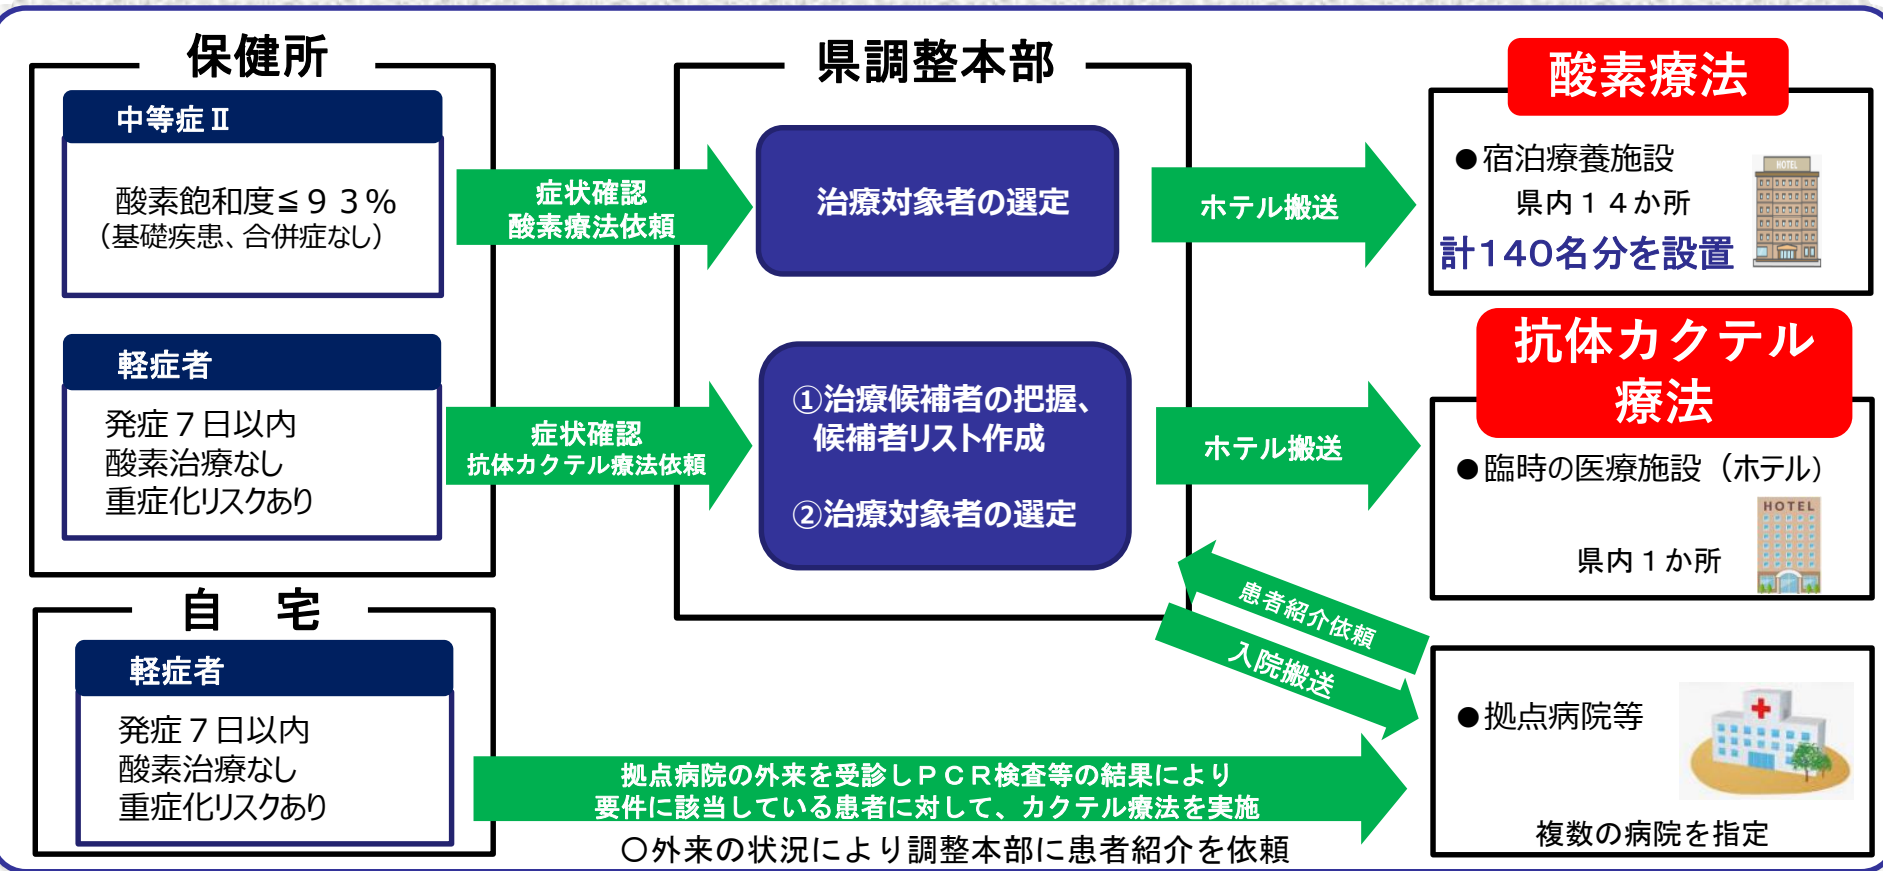 保健所
中等症Ⅱ
酸素飽和度≦９３％
（基礎疾患、合併症なし）
軽症者
発症７日以内
酸素治療なし
重症化リスクあり
症状確認
酸素療法依頼
症状確認
抗体カクテル療法依頼
県調整本部
治療対象者の選定
①治療候補者の把握、
候補者リスト作成
②治療対象者の選定
ホテル搬送
ホテル搬送
酸素療法
●宿泊療養施設
県内１４か所
計140名分を設置
HOTEL
抗体カクテル
療法
●臨時の医療施設（ホテル）
HOTEL
県内１か所
患者紹介依頼
入院搬送
自　宅
軽症者
発症７日以内
酸素治療なし
重症化リスクあり
拠点病院の外来を受診しＰＣＲ検査等の結果により
要件に該当している患者に対して、カクテル療法を実施
〇外来の状況により調整本部に患者紹介を依頼
●拠点病院等
複数の病院を指定